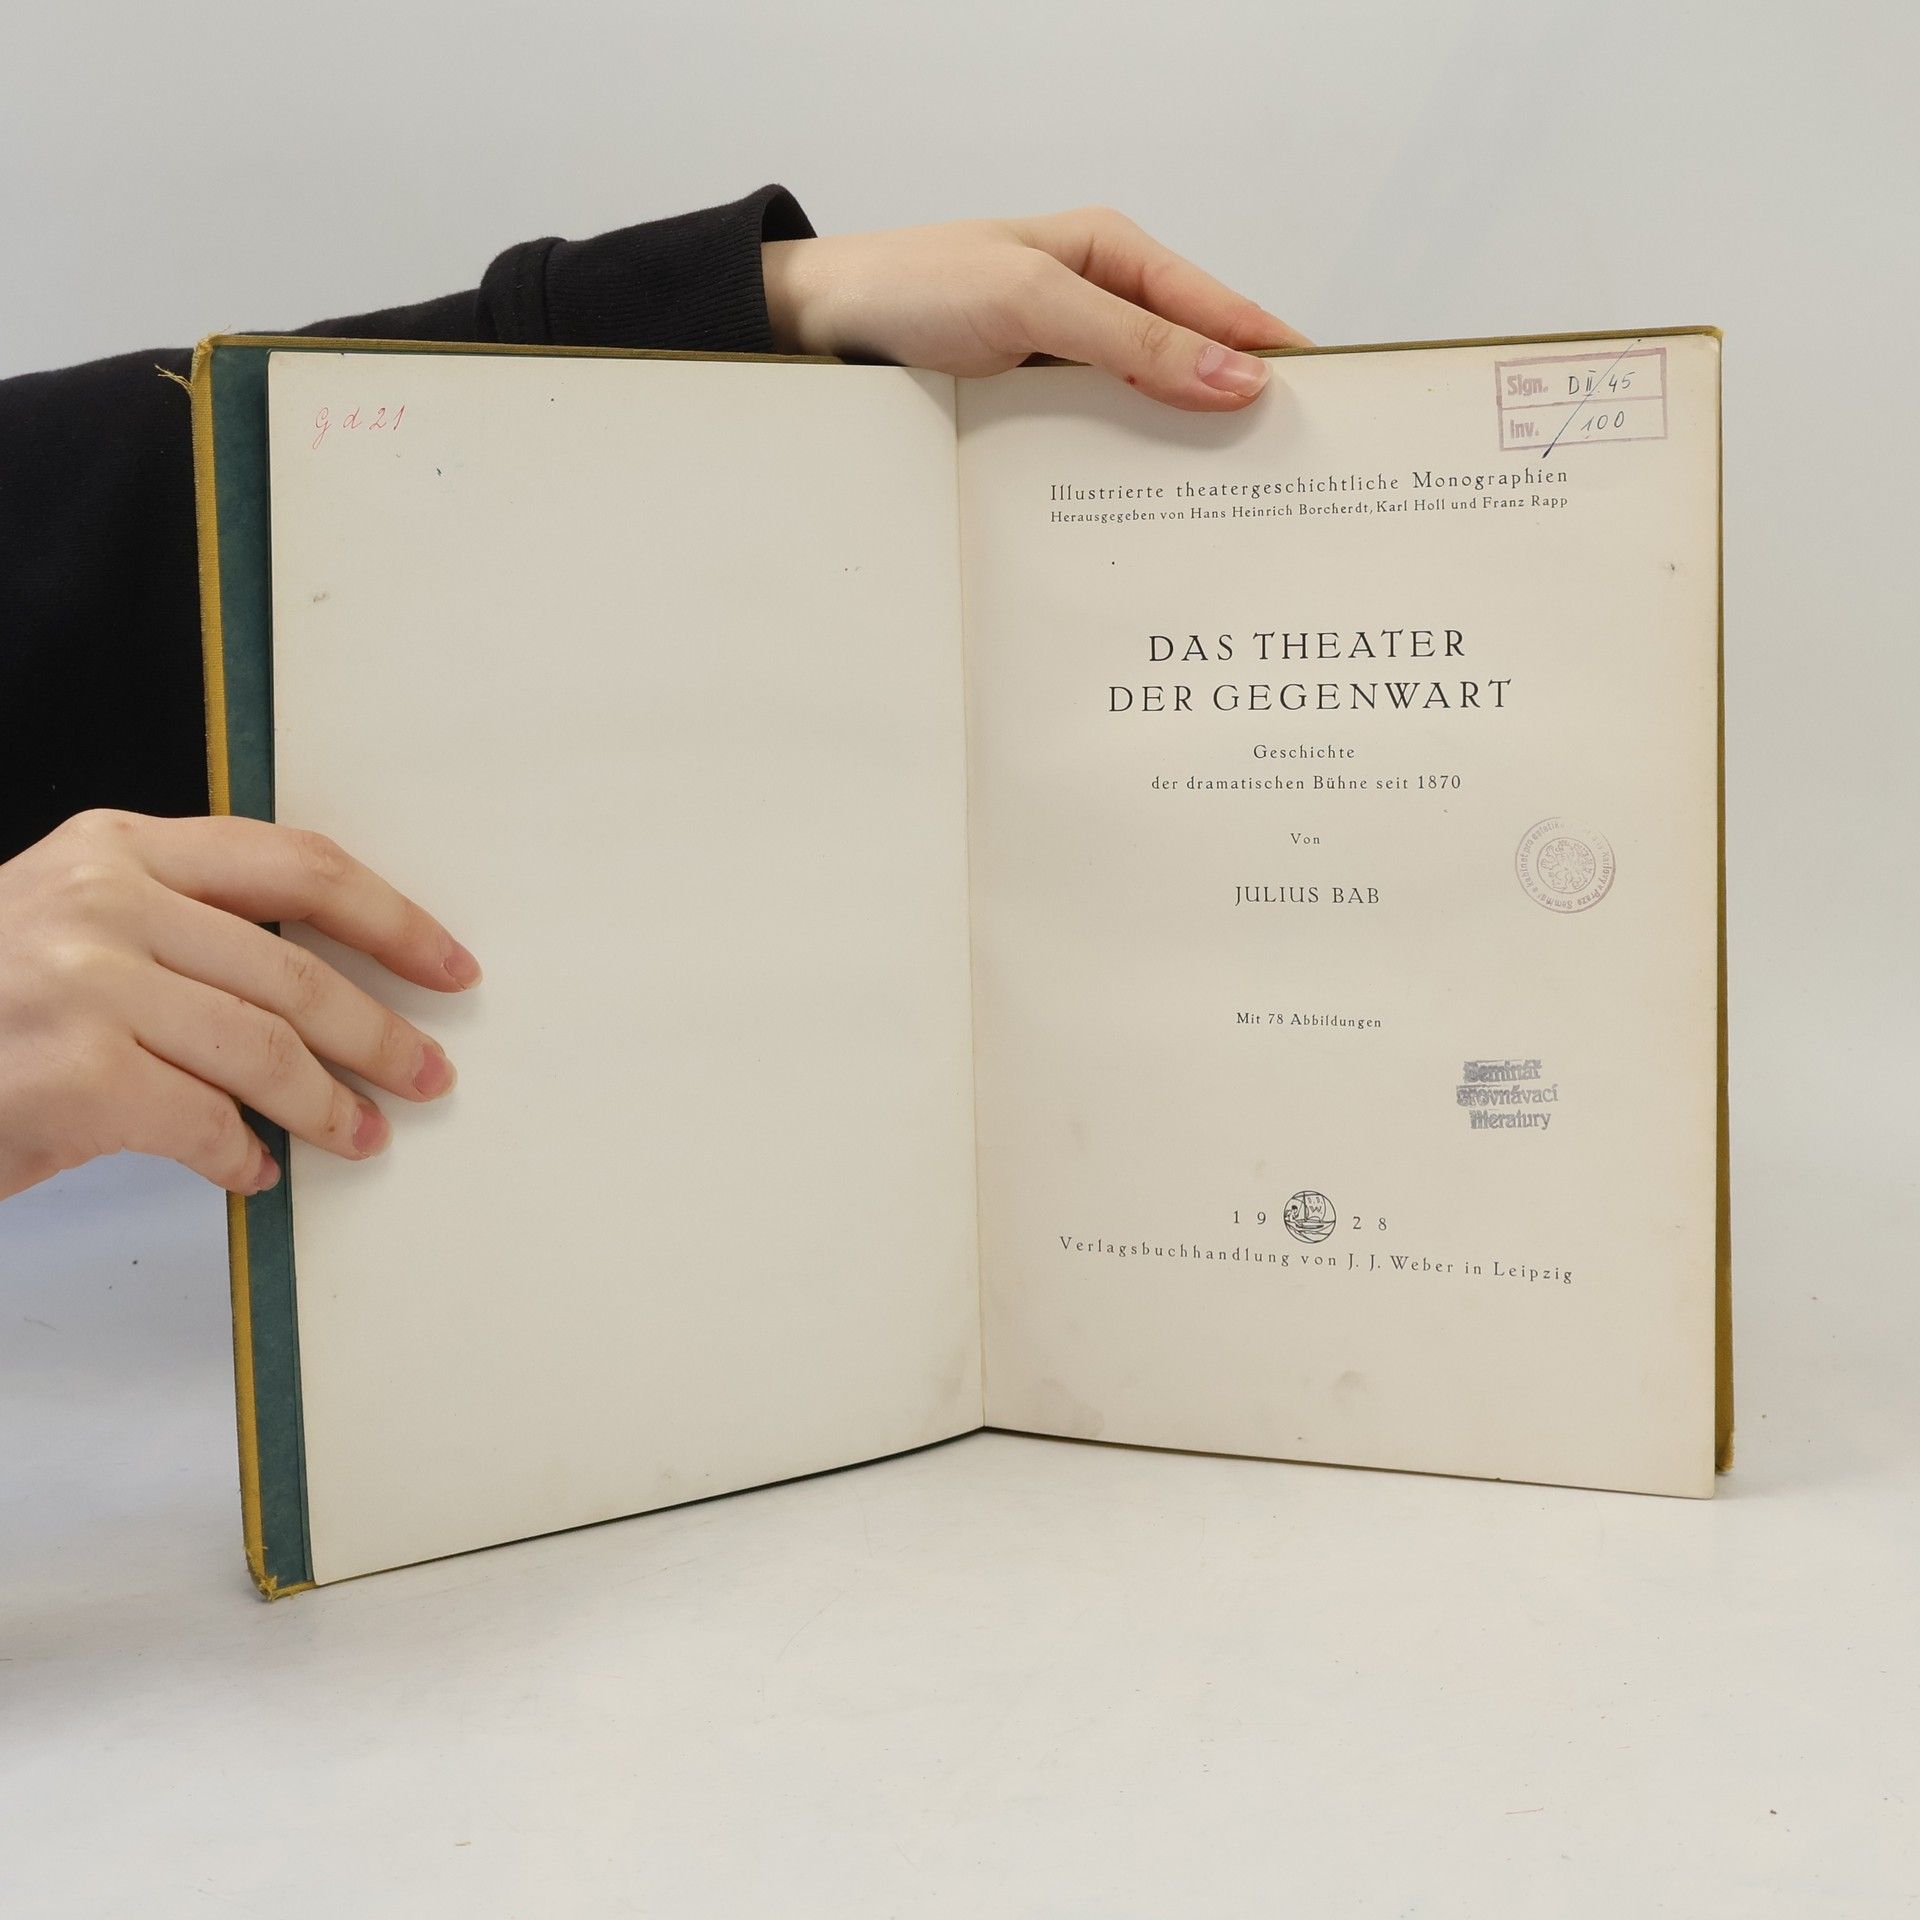 G d 21
Sign. D II. 45
Inv. 100
Illustrierte theatergeschichtliche Monographien
Herausgegeben von Hans Heinrich Borcherdt, Karl Holl und Franz Rapp
DAS THEATER
DER GEGENWART
Geschichte
der dramatischen Bühne seit 1870
Von
JULIUS BAB
Mit 78 Abbildungen
Seminář
srovnávací
literatury
19 28
Verlagsbuchhandlung von J. J. Weber in Leipzig